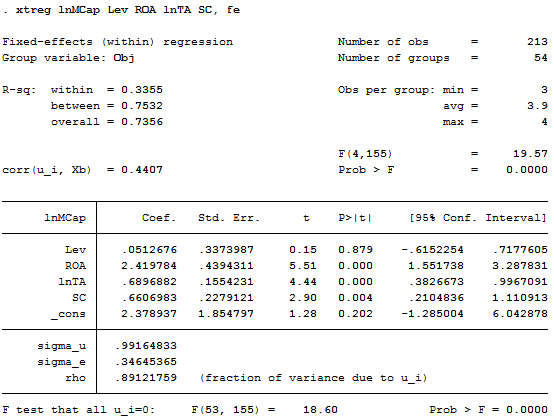 . xtreg lnMCap Lev ROA lnTA SC, fe
Fixed-effects (within) regression Number of obs = 213
Group variable: Obj Number of groups = 54
R-sq: within = 0.3355 Obs per group: min = 3
between = 0.7532 avg = 3.9
overall = 0.7356 max = 4
F(4,155) = 19.57
corr(u_i, Xb) = 0.4407 Prob > F = 0.0000
lnMCap Coef. Std. Err. t P>|t| [95% Conf. Interval]
Lev .0512676 .3373987 0.15 0.879 -.6152254 .7177605
ROA 2.419784 .4394311 5.51 0.000 1.551738 3.287831
lnTA .6896882 .1554231 4.44 0.000 .3826673 .9967091
SC .6606983 .2279121 2.90 0.004 .2104836 1.110913
_cons 2.378937 1.854797 1.28 0.202 -1.285004 6.042878
sigma_u .99164833
sigma_e .34645365
rho .89121759 (fraction of variance due to u_i)
F test that all u_i=0: F(53, 155) = 18.60 Prob > F = 0.0000